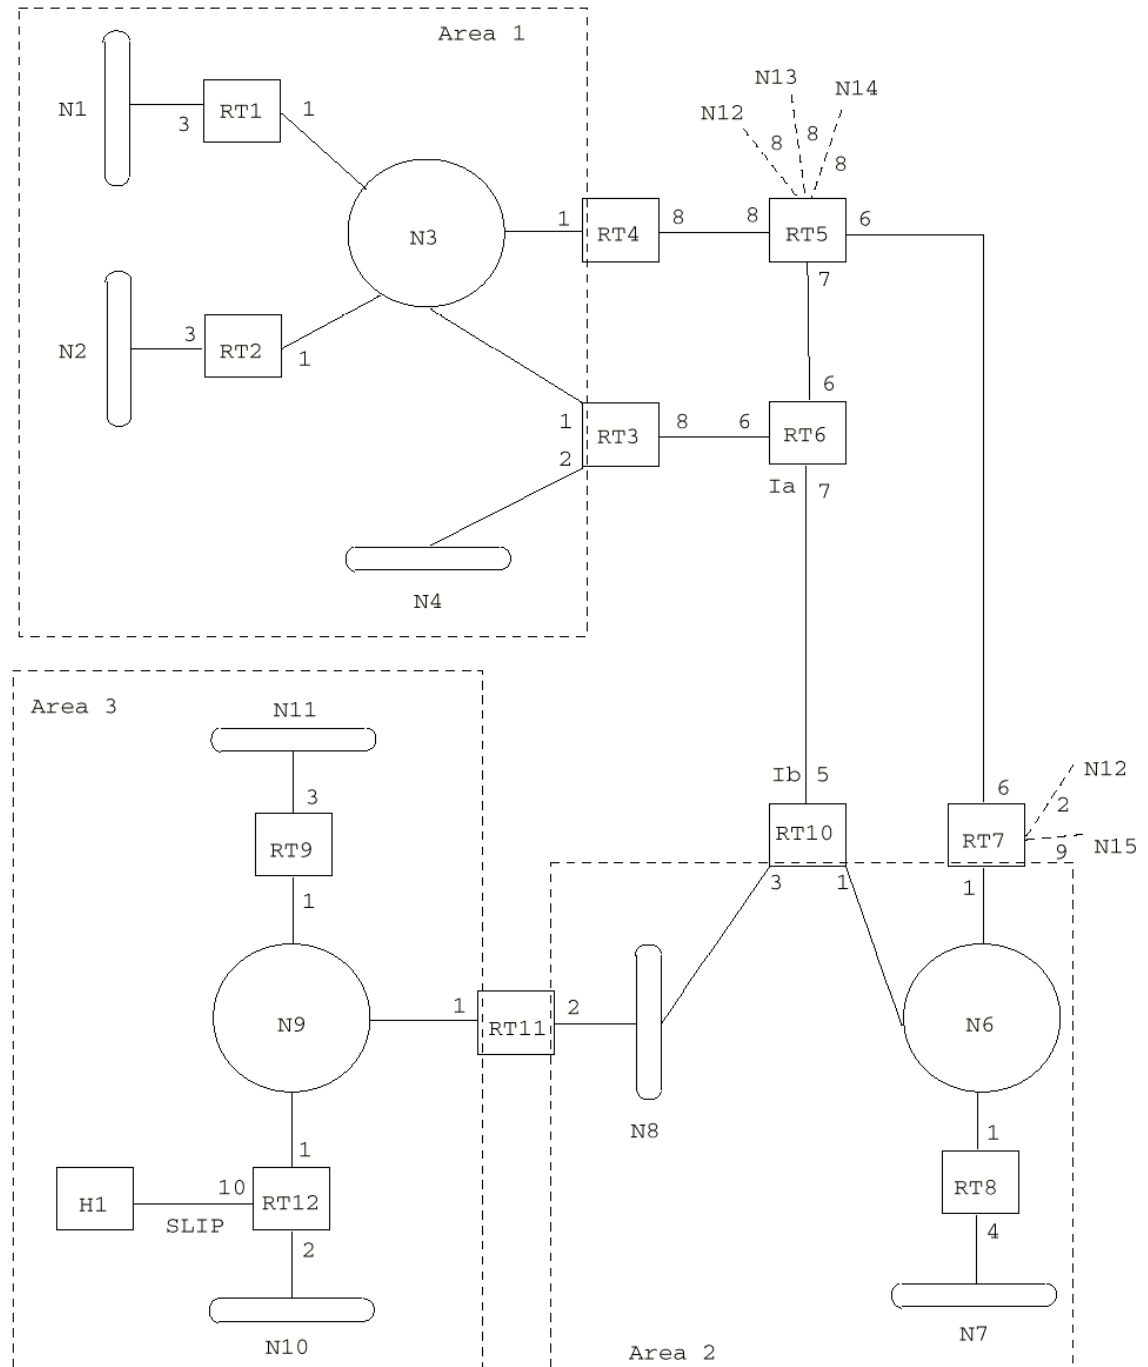 Area 1
N1
3
RT1
1
N3
N2
3
RT2
1
1
RT4
8
8
RT5
6
7
N12
N13
N14
8
8
8
1
2
RT3
8
6
6
RT6
Ia
7
N4
Area 3
N11
3
RT9
1
N9
1
RT11
2
1
H1
10
SLIP
RT12
2
N10
Ib
5
RT10
3
1
6
RT7
N12
2
9
N15
1
N8
N6
1
RT8
4
N7
Area 2